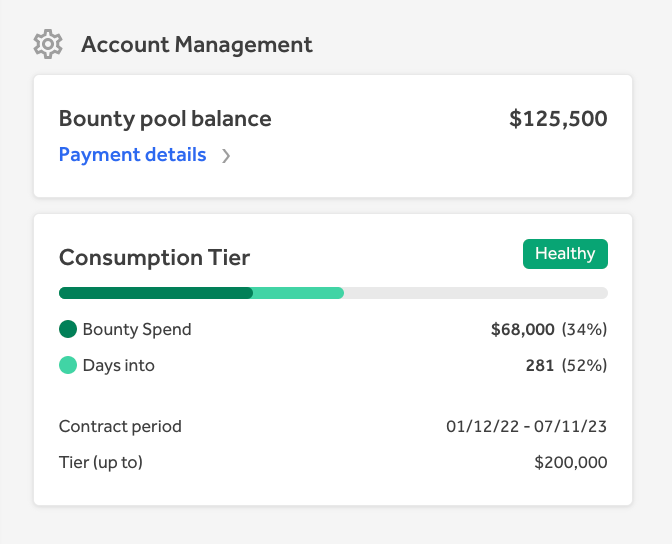 Account Management
Bounty pool balance $125,500
Payment details
Consumption Tier Healthy
Bounty Spend $68,000 (34%)
Days into 281 (52%)
Contract period 01/12/22 - 07/11/23
Tier (up to) $200,000